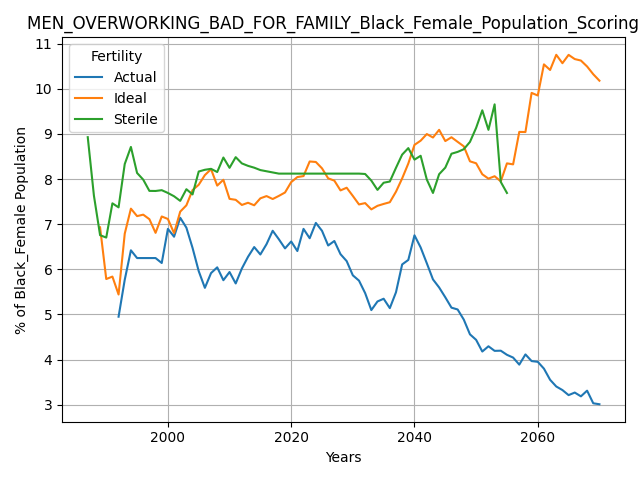 MEN_OVERWORKING_BAD_FOR_FAMILY_Black_Female_Population_Scoring
Fertility
Actual
Ideal
Sterile
% of Black_Female Population
11
10
9
8
7
6
5
4
3
2000
2020
2040
2060
Years